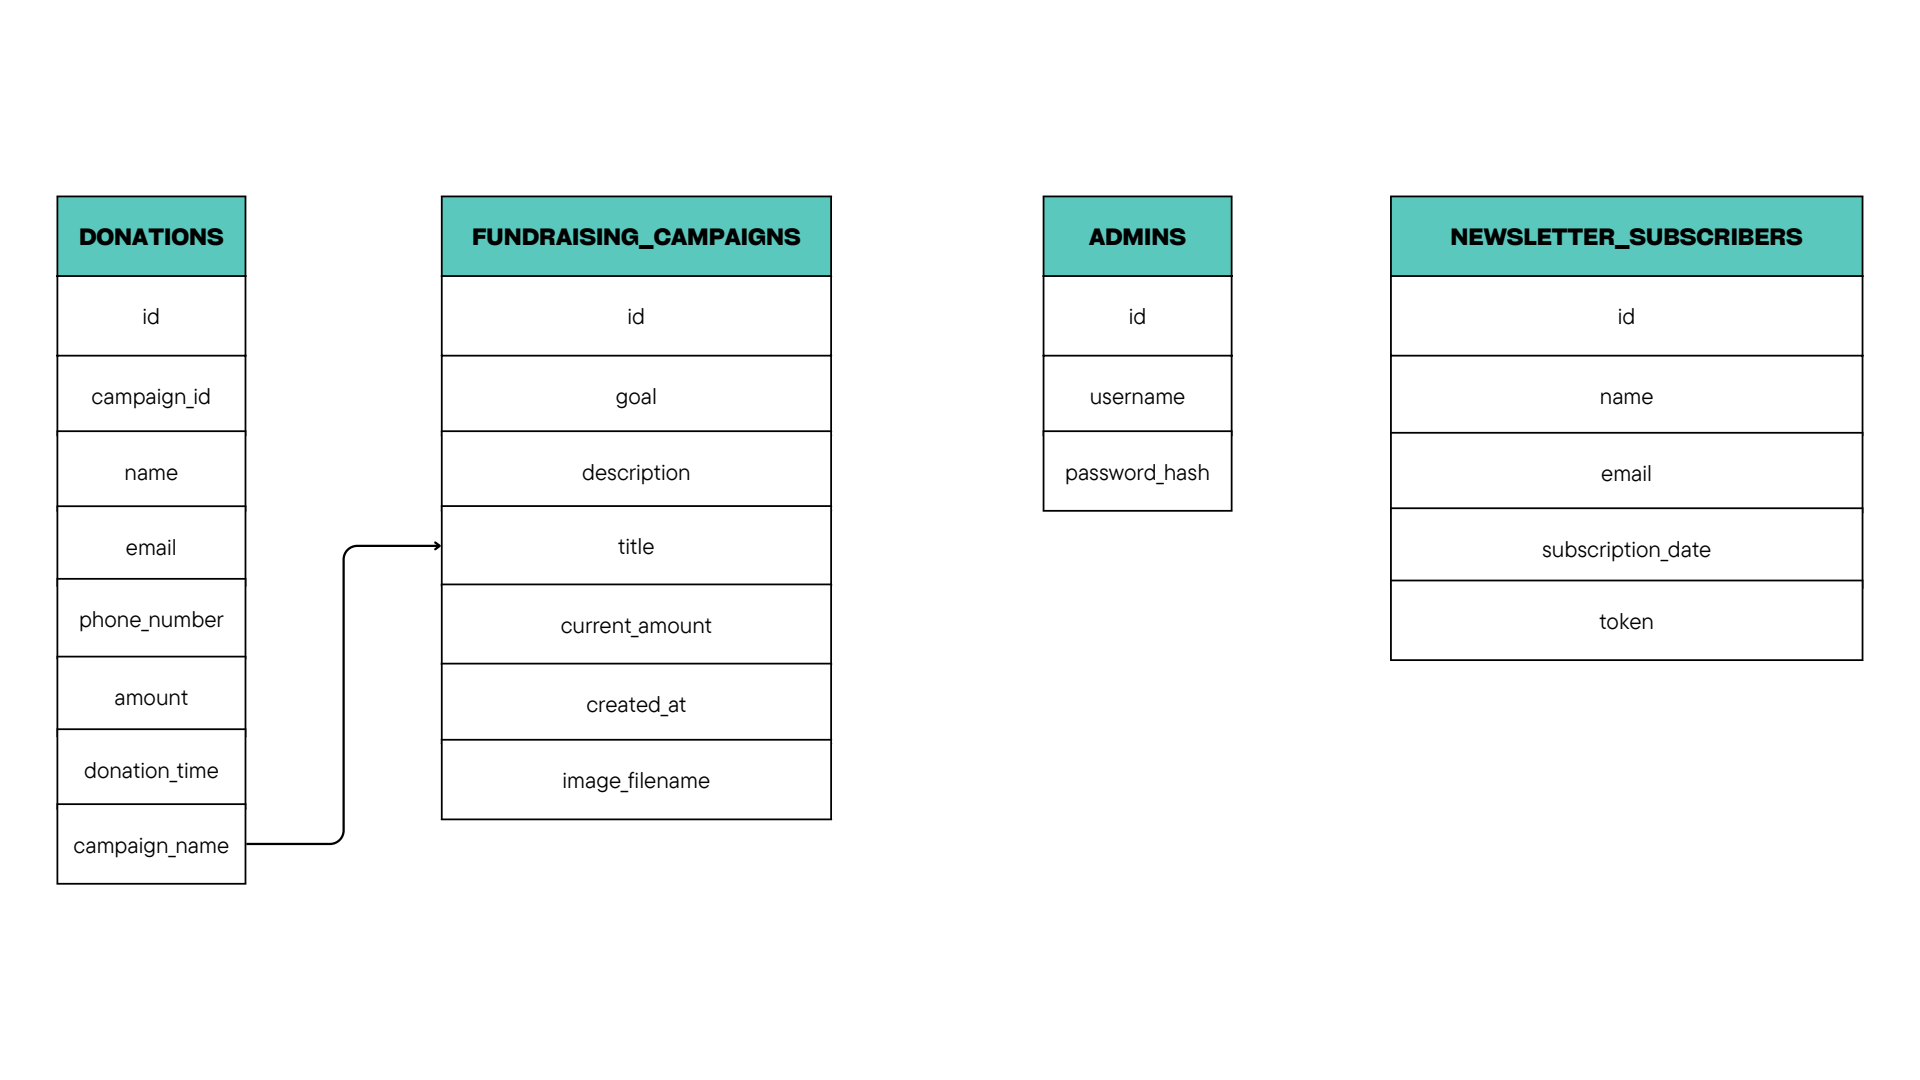 DONATIONS
id
campaign_id
name
email
phone_number
amount
donation_time
campaign_name
FUNDRAISING_CAMPAIGNS
id
goal
description
title
current_amount
created_at
image_filename
ADMINS
id
username
password_hash
NEWSLETTER_SUBSCRIBERS
id
name
email
subscription_date
token